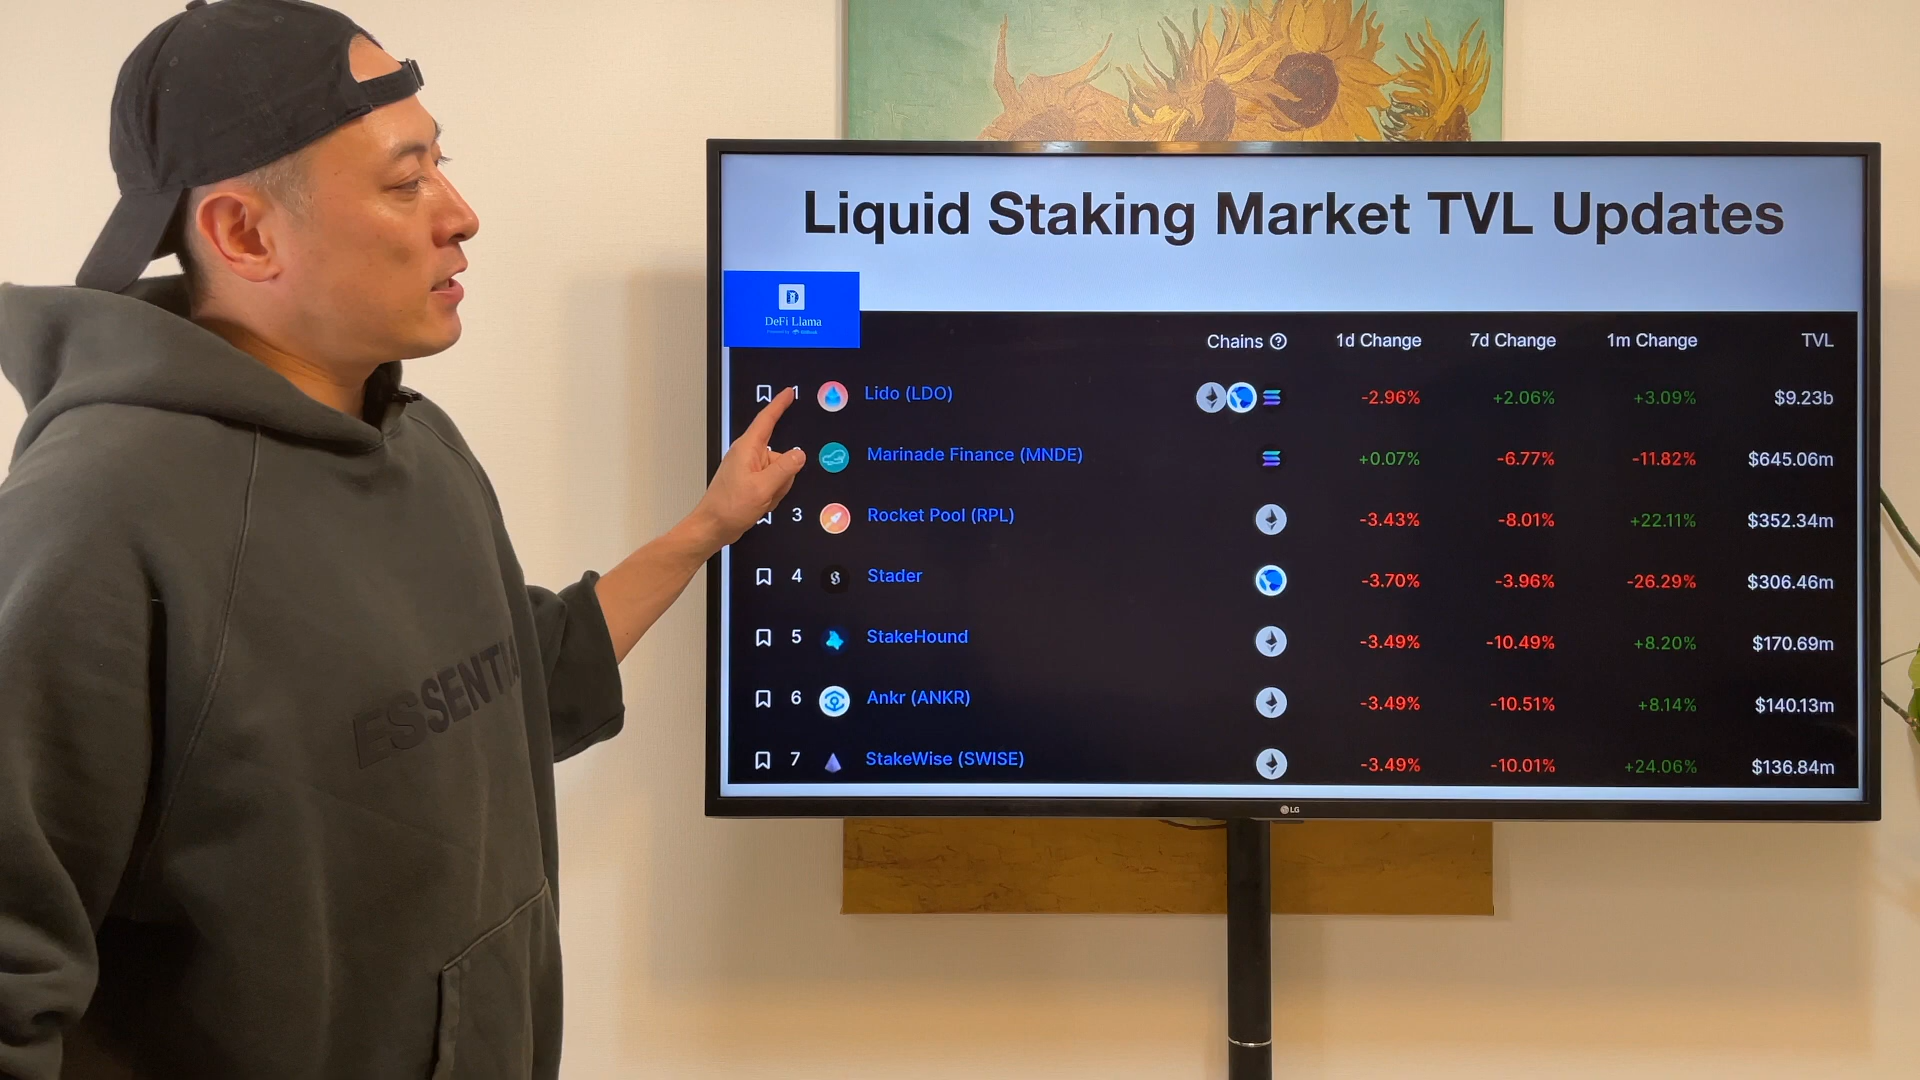 Liquid Staking Market TVL Updates
DeFi Llama
Chains ? 1d Change 7d Change 1m Change TVL
1 Lido (LDO) -2.96% +2.06% +3.09% $9.23b
Marinade Finance (MNDE) +0.07% -6.77% -11.82% $645.06m
3 Rocket Pool (RPL) -3.43% -8.01% +22.11% $352.34m
4 Stader -3.70% -3.96% -26.29% $306.46m
5 StakeHound -3.49% -10.49% +8.20% $170.69m
6 Ankr (ANKR) -3.49% -10.51% +8.14% $140.13m
7 StakeWise (SWISE) -3.49% -10.01% +24.06% $136.84m
LG
ESSENTIA